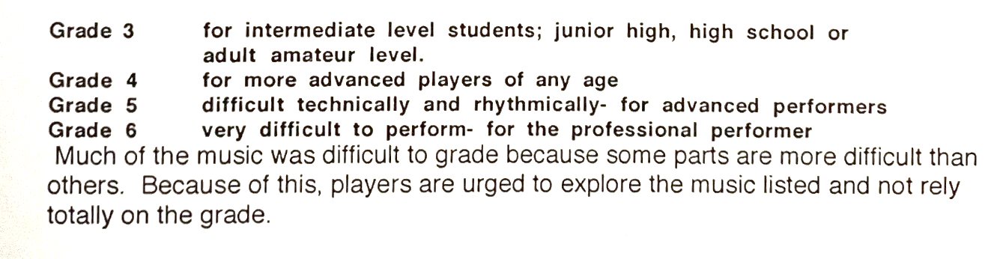 Grade 3 for intermediate level students; junior high, high school or
adult amateur level.
Grade 4 for more advanced players of any age
Grade 5 difficult technically and rhythmically- for advanced performers
Grade 6 very difficult to perform- for the professional performer
Much of the music was difficult to grade because some parts are more difficult than
others. Because of this, players are urged to explore the music listed and not rely
totally on the grade.